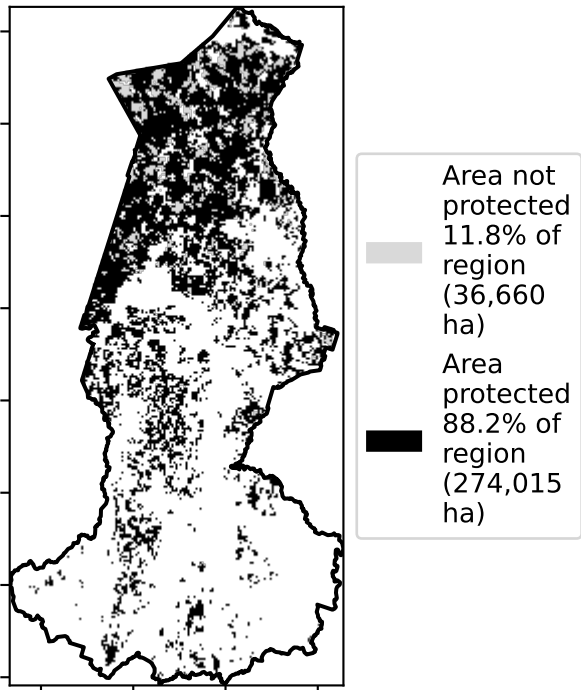 Area not
protected
11.8% of
region
(36,660
ha)
Area
protected
88.2% of
region
(274,015
ha)